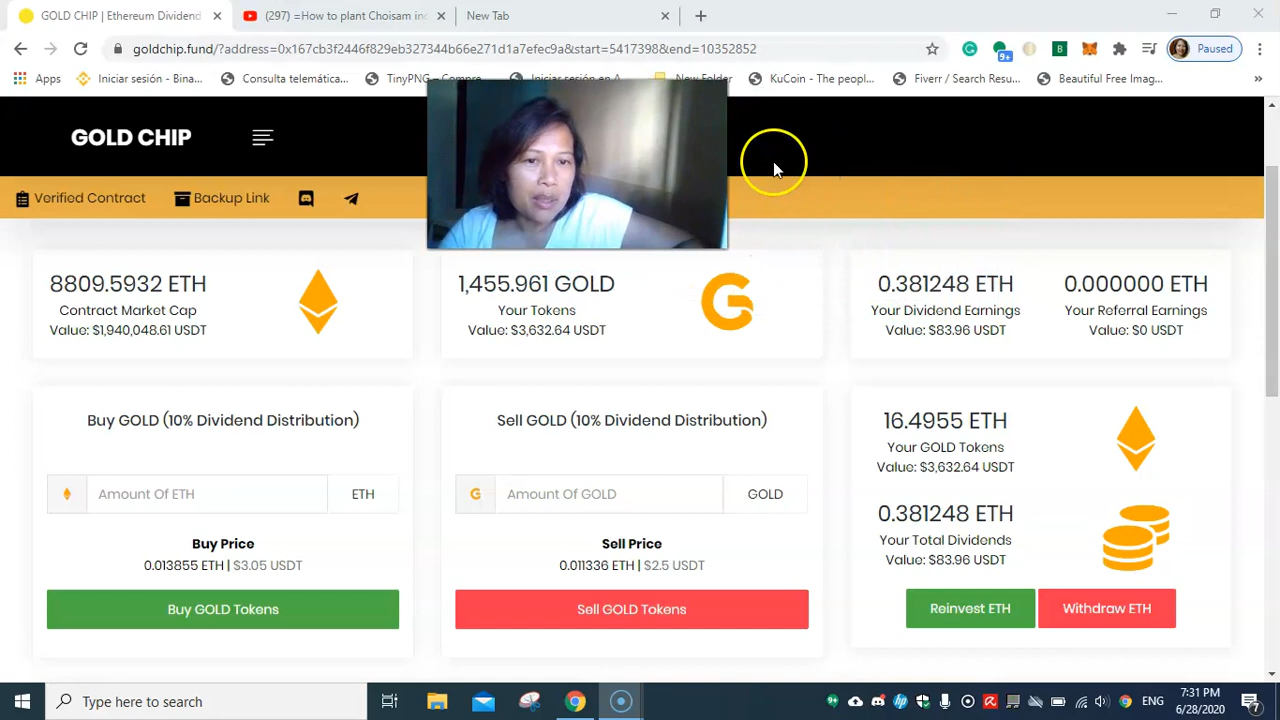 GOLD CHIP | Ethereum Dividend
(297) =How to plant Choisam in
New Tab
goldchip.fund/?address=0x167cb3f2446f829eb327344b66e271d1a7efec9a&start=5417398&end=10352852
9+
B
Paused
Apps
Iniciar sesión - Bina...
Consulta telemática...
TinyPNG – Compre
Iniciar sesión en A
New Folder
KuCoin - The peopl...
Fiverr / Search Resu...
Beautiful Free Imag...
»
GOLD CHIP
Verified Contract
Backup Link
8809.5932 ETH
Contract Market Cap
Value: $1,940,048.61 USDT
1,455.961 GOLD
Your Tokens
Value: $3,632.64 USDT
0.381248 ETH
Your Dividend Earnings
Value: $83.96 USDT
0.000000 ETH
Your Referral Earnings
Value: $0 USDT
Buy GOLD (10% Dividend Distribution)
Amount Of ETH
ETH
Buy Price
0.013855 ETH | $3.05 USDT
Buy GOLD Tokens
Sell GOLD (10% Dividend Distribution)
Amount Of GOLD
GOLD
Sell Price
0.011336 ETH | $2.5 USDT
Sell GOLD Tokens
16.4955 ETH
Your GOLD Tokens
Value: $3,632.64 USDT
0.381248 ETH
Your Total Dividends
Value: $83.96 USDT
Reinvest ETH
Withdraw ETH
Type here to search
ENG
7:31 PM
6/28/2020
7